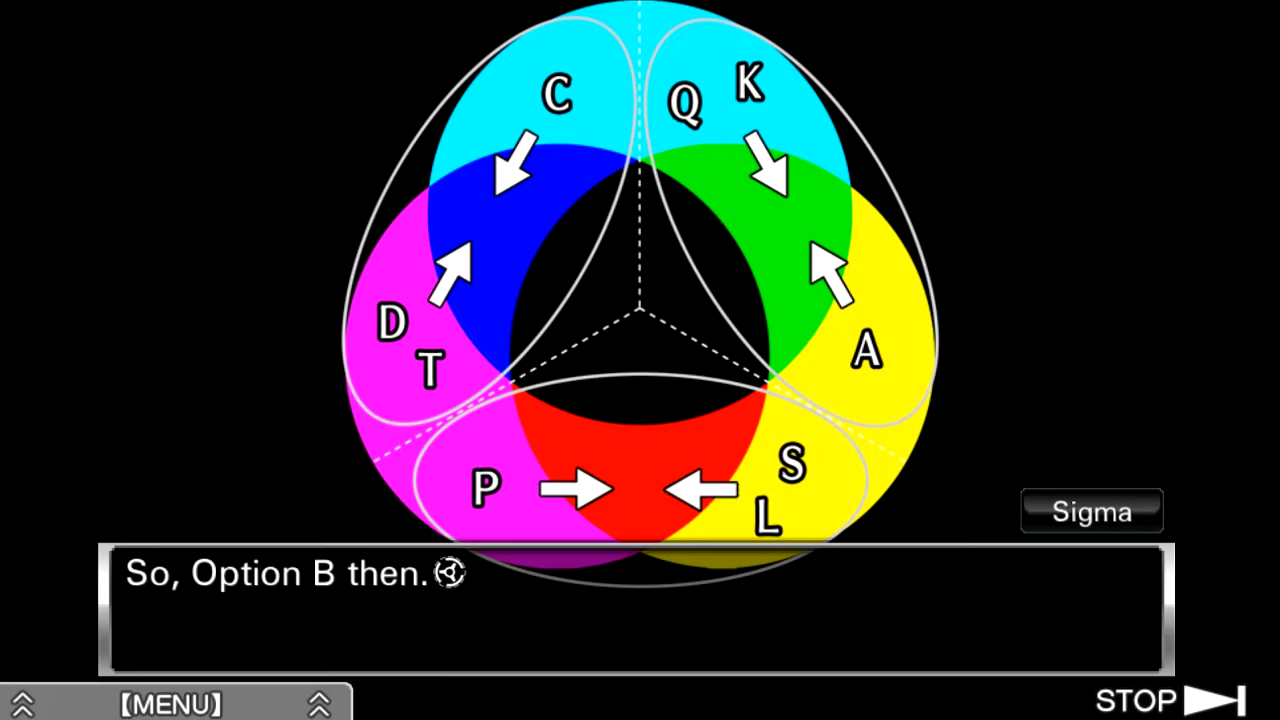 C
Q
K
D
T
A
P
S
L
Sigma
So, Option B then.
【MENU】
STOP